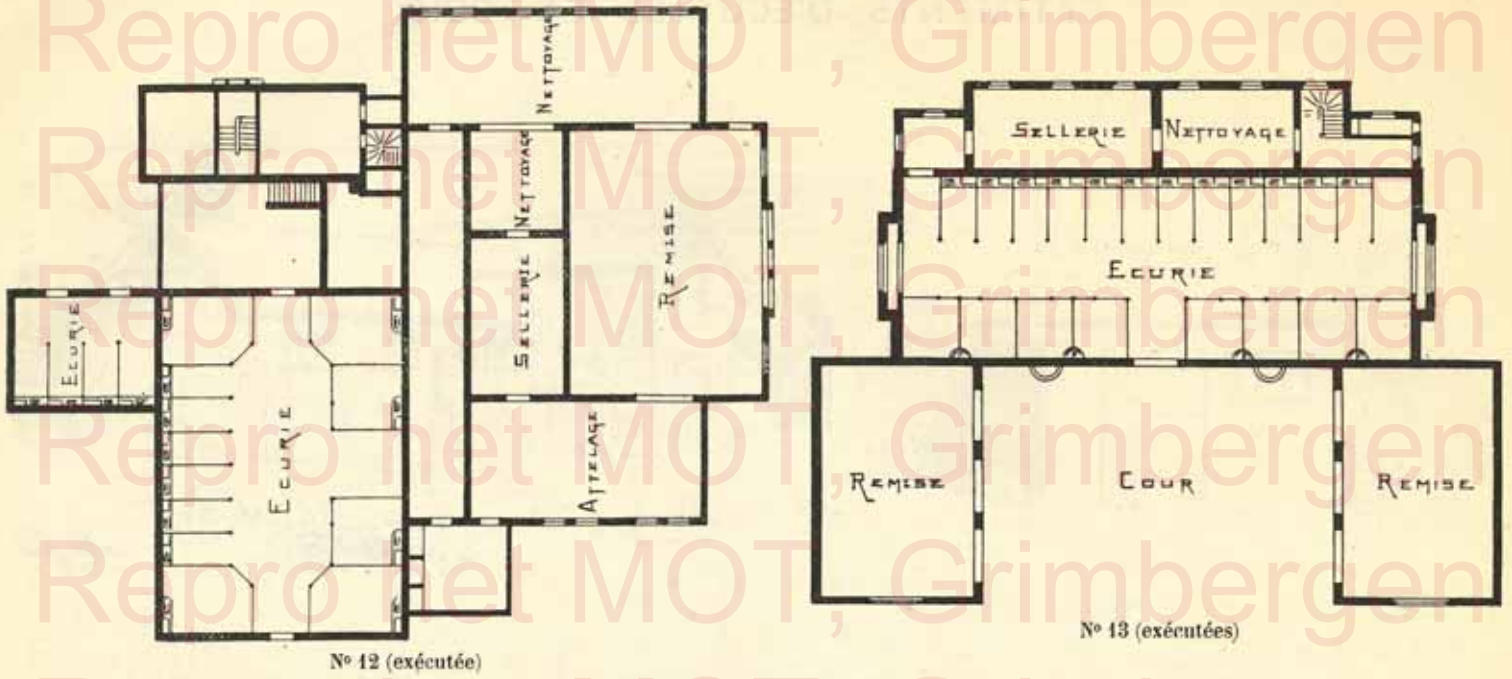 Repro het MOT, Grimbergen
Repro het MOT, Grimbergen
Repro het MOT, Grimbergen
Repro het MOT, Grimbergen
Repro het MOT, Grimbergen
NETTOYAGE
NETTOYAGE
SELLERIE
REMISE
ATTELAGE
ECURIE
ECURIE
Nº 12 (exécutée)
SELLERIE
NETTOYAGE
ECURIE
REMISE
COUR
REMISE
Nº 13 (exécutées)